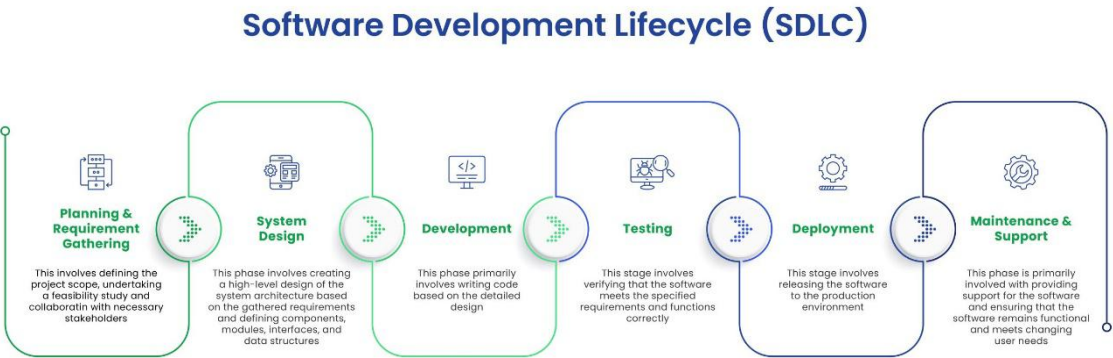 Software Development Lifecycle (SDLC)
</>
Planning &
Requirement
Gathering
This involves defining the
project scope, undertaking
a feasibility study and
collaboratin with necessary
stakeholders
System
Design
This phase involves creating
a high-level design of the
system architecture based
on the gathered requirements
and defining components,
modules, interfaces, and
data structures
Development
This phase primarily
involves writing code
based on the detailed
design
Testing
This stage involves
verifying that the software
meets the specified
requirements and functions
correctly
Deployment
This stage involves
releasing the software
to the production
environment
Maintenance &
Support
This phase is primarily
involved with providing
support for the software
and ensuring that the
software remains functional
and meets changing
user needs